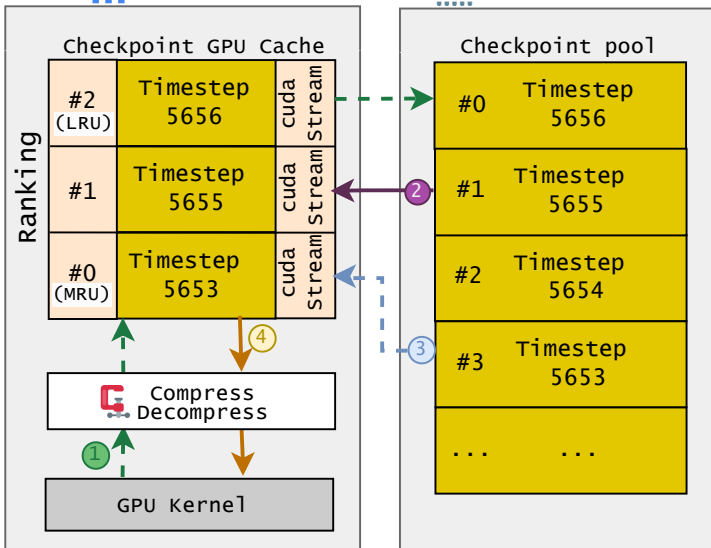 Checkpoint GPU Cache
Ranking
#2
(LRU)
Timestep
5656
cuda
Stream
#1
Timestep
5655
cuda
Stream
#0
(MRU)
Timestep
5653
cuda
Stream
4
Compress
Decompress
1
GPU Kernel
Checkpoint pool
#0
Timestep
5656
2
#1
Timestep
5655
#2
Timestep
5654
3
#3
Timestep
5653
... ...